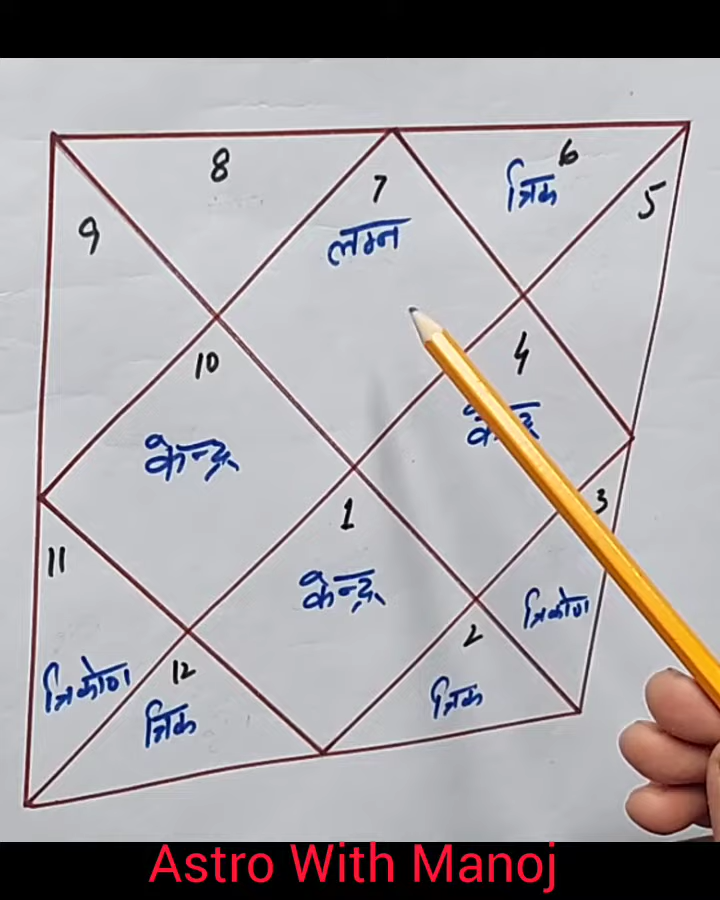 8
7
लग्न
6
त्रिक
5
9
10
केन्द्र
4
केन्द्र
1
केन्द्र
3
त्रिकोण
11
त्रिकोण
12
त्रिक
2
त्रिक
Astro With Manoj